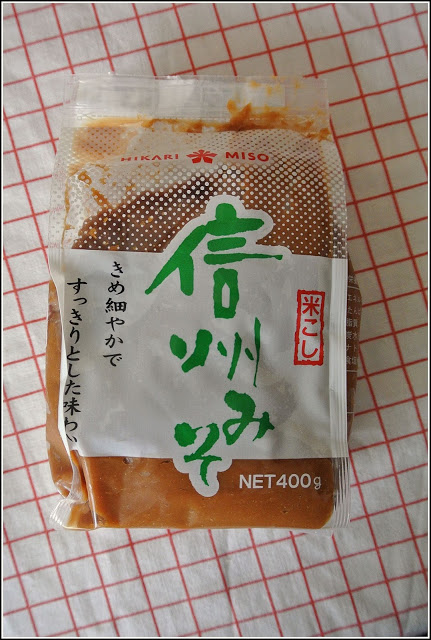 HIKARI MISO
信州みそ
米こし
きめ細やかで
すっきりとした味わい
NET400g